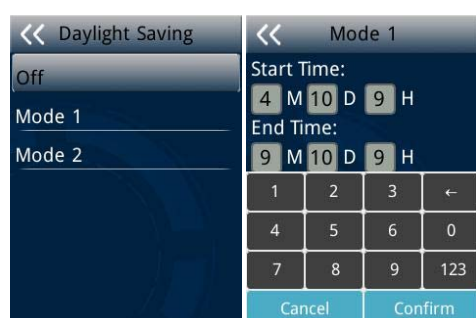 Daylight Saving
Off
Mode 1
Mode 2
Mode 1
Start Time:
4 M 10 D 9 H
End Time:
9 M 10 D 9 H
1 2 3 ←
4 5 6 0
7 8 9 123
Cancel Confirm